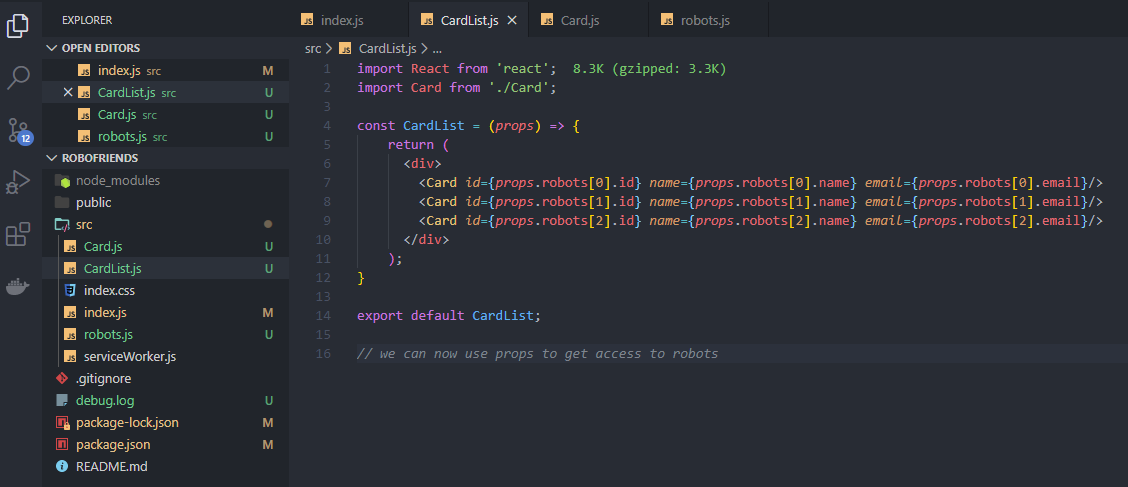 EXPLORER
OPEN EDITORS
index.js src M
CardList.js src U
Card.js src U
robots.js src U
12
ROBOFRIENDS
node_modules
public
src
Card.js U
CardList.js U
index.css
index.js M
robots.js U
serviceWorker.js
.gitignore
debug.log U
package-lock.json M
package.json M
README.md
index.js CardList.js Card.js robots.js
src > CardList.js > ...
1 import React from 'react'; 8.3K (gzipped: 3.3K)
2 import Card from './Card';
3
4 const CardList = (props) => {
5 return (
6 <div>
7 <Card id={props.robots[0].id} name={props.robots[0].name} email={props.robots[0].email}/>
8 <Card id={props.robots[1].id} name={props.robots[1].name} email={props.robots[1].email}/>
9 <Card id={props.robots[2].id} name={props.robots[2].name} email={props.robots[2].email}/>
10 </div>
11 );
12 }
13
14 export default CardList;
15
16 // we can now use props to get access to robots